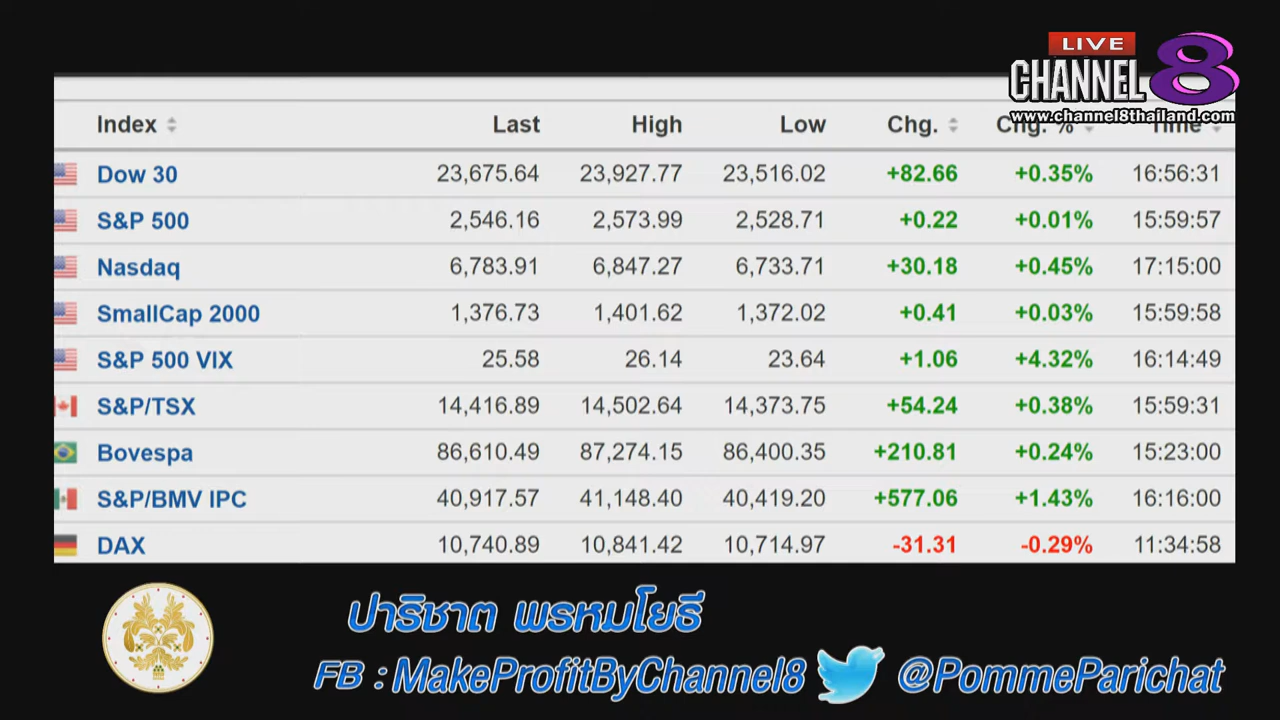 LIVE
CHANNEL 8
www.channel8thailand.com
Index Last High Low Chg. Chg. % Time
Dow 30 23,675.64 23,927.77 23,516.02 +82.66 +0.35% 16:56:31
S&P 500 2,546.16 2,573.99 2,528.71 +0.22 +0.01% 15:59:57
Nasdaq 6,783.91 6,847.27 6,733.71 +30.18 +0.45% 17:15:00
SmallCap 2000 1,376.73 1,401.62 1,372.02 +0.41 +0.03% 15:59:58
S&P 500 VIX 25.58 26.14 23.64 +1.06 +4.32% 16:14:49
S&P/TSX 14,416.89 14,502.64 14,373.75 +54.24 +0.38% 15:59:31
Bovespa 86,610.49 87,274.15 86,400.35 +210.81 +0.24% 15:23:00
S&P/BMV IPC 40,917.57 41,148.40 40,419.20 +577.06 +1.43% 16:16:00
DAX 10,740.89 10,841.42 10,714.97 -31.31 -0.29% 11:34:58
ปาริชาต พรหมโยธี
FB : MakeProfitByChannel8 @PommeParichat